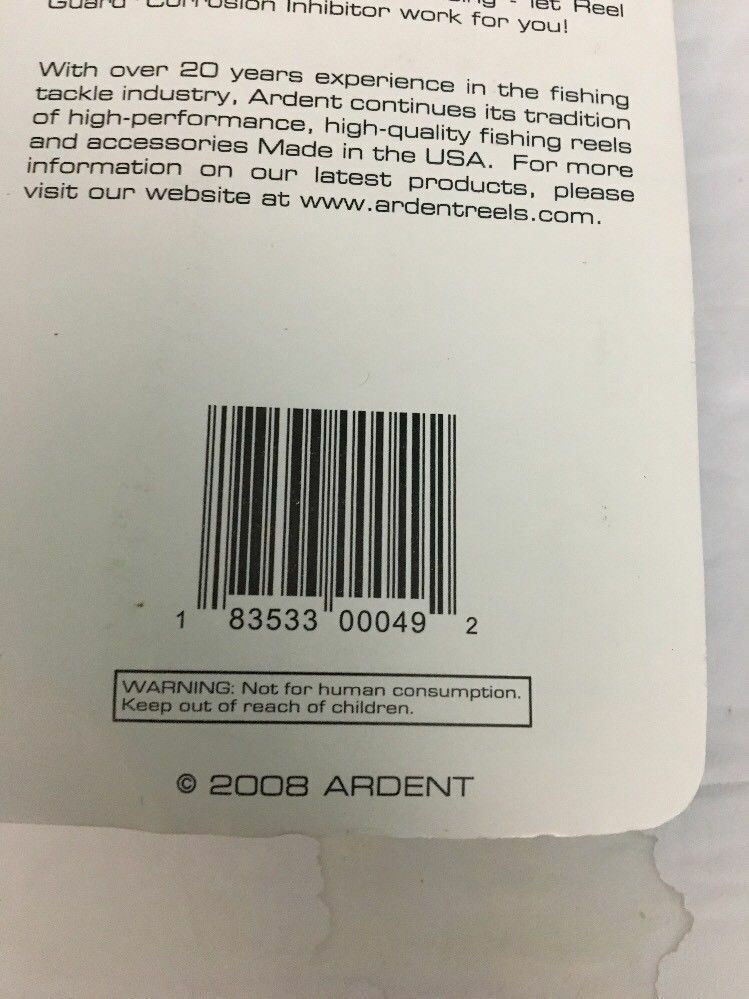 let Reel
Guard Corrosion Inhibitor work for you!
With over 20 years experience in the fishing
tackle industry, Ardent continues its tradition
of high-performance, high-quality fishing reels
and accessories Made in the USA. For more
information on our latest products, please
visit our website at www.ardentreels.com.
1 83533 00049 2
WARNING: Not for human consumption.
Keep out of reach of children.
© 2008 ARDENT